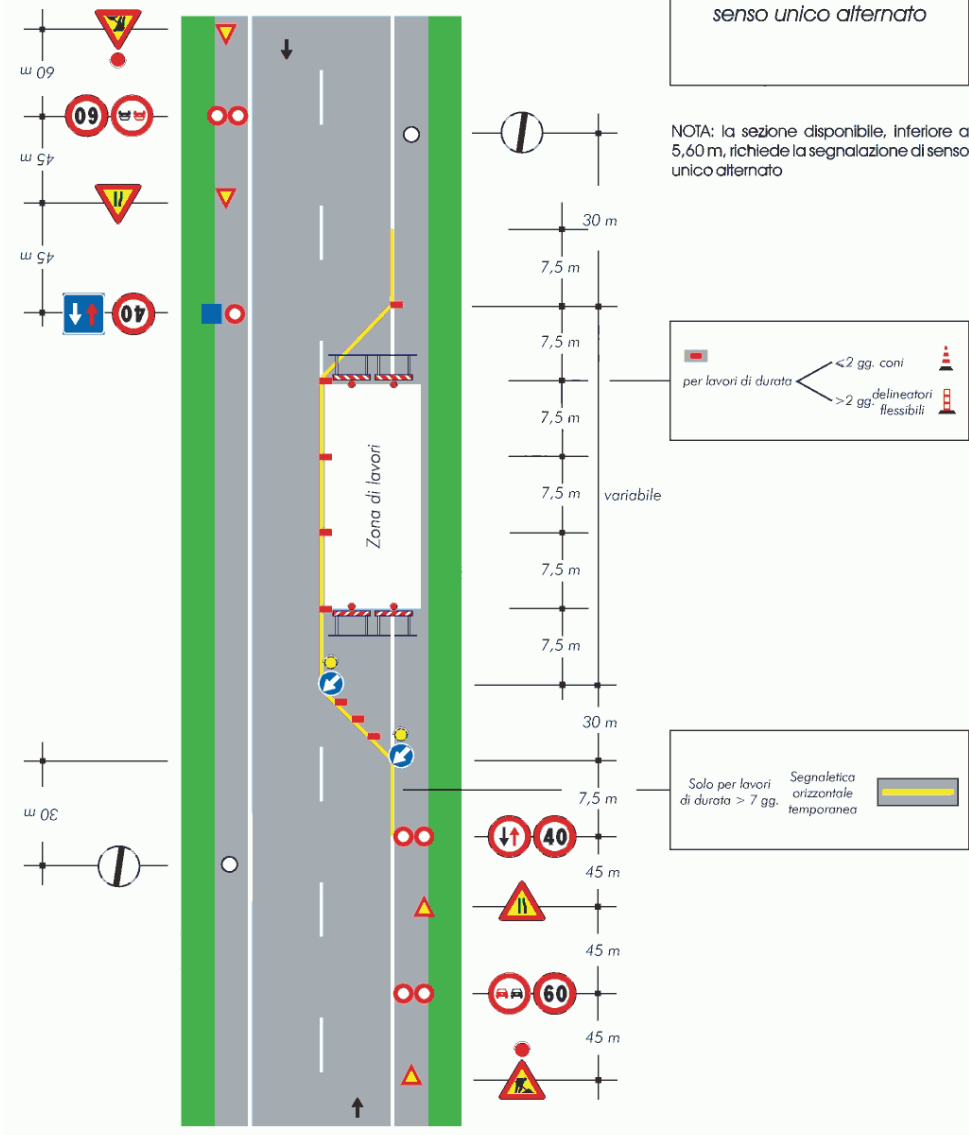 senso unico alternato
NOTA: la sezione disponibile, inferiore a
5,60 m, richiede la segnalazione di senso
unico alternato
60 m
60
45 m
45 m
40
30 m
7,5 m
7,5 m
7,5 m
7,5 m
variabile
7,5 m
7,5 m
30 m
7,5 m
40
45 m
45 m
60
45 m
30 m
Zona di lavori
per lavori di durata
<2 gg. coni
>2 gg. delineatori
flessibili
Solo per lavori
di durata > 7 gg.
Segnaletica
orizzontale
temporanea